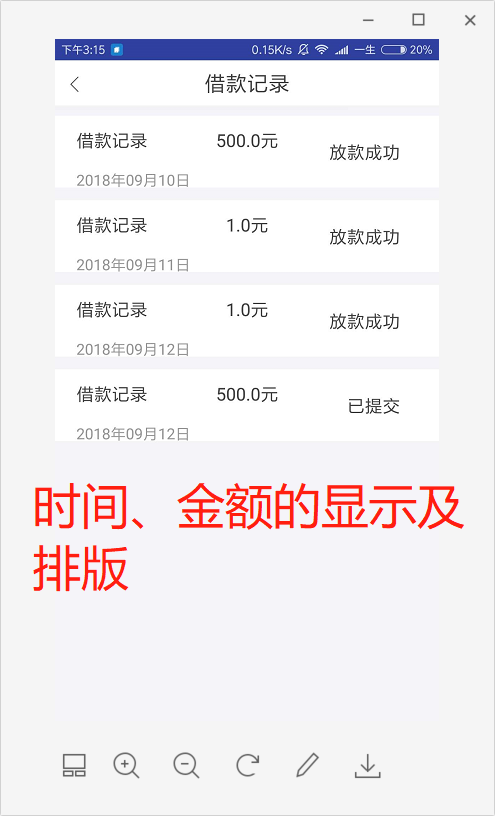 下午3:15
0.15K/s
一生
20%
借款记录
借款记录
500.0元
放款成功
2018年09月10日
借款记录
1.0元
放款成功
2018年09月11日
借款记录
1.0元
放款成功
2018年09月12日
借款记录
500.0元
已提交
2018年09月12日
时间、金额的显示及
排版